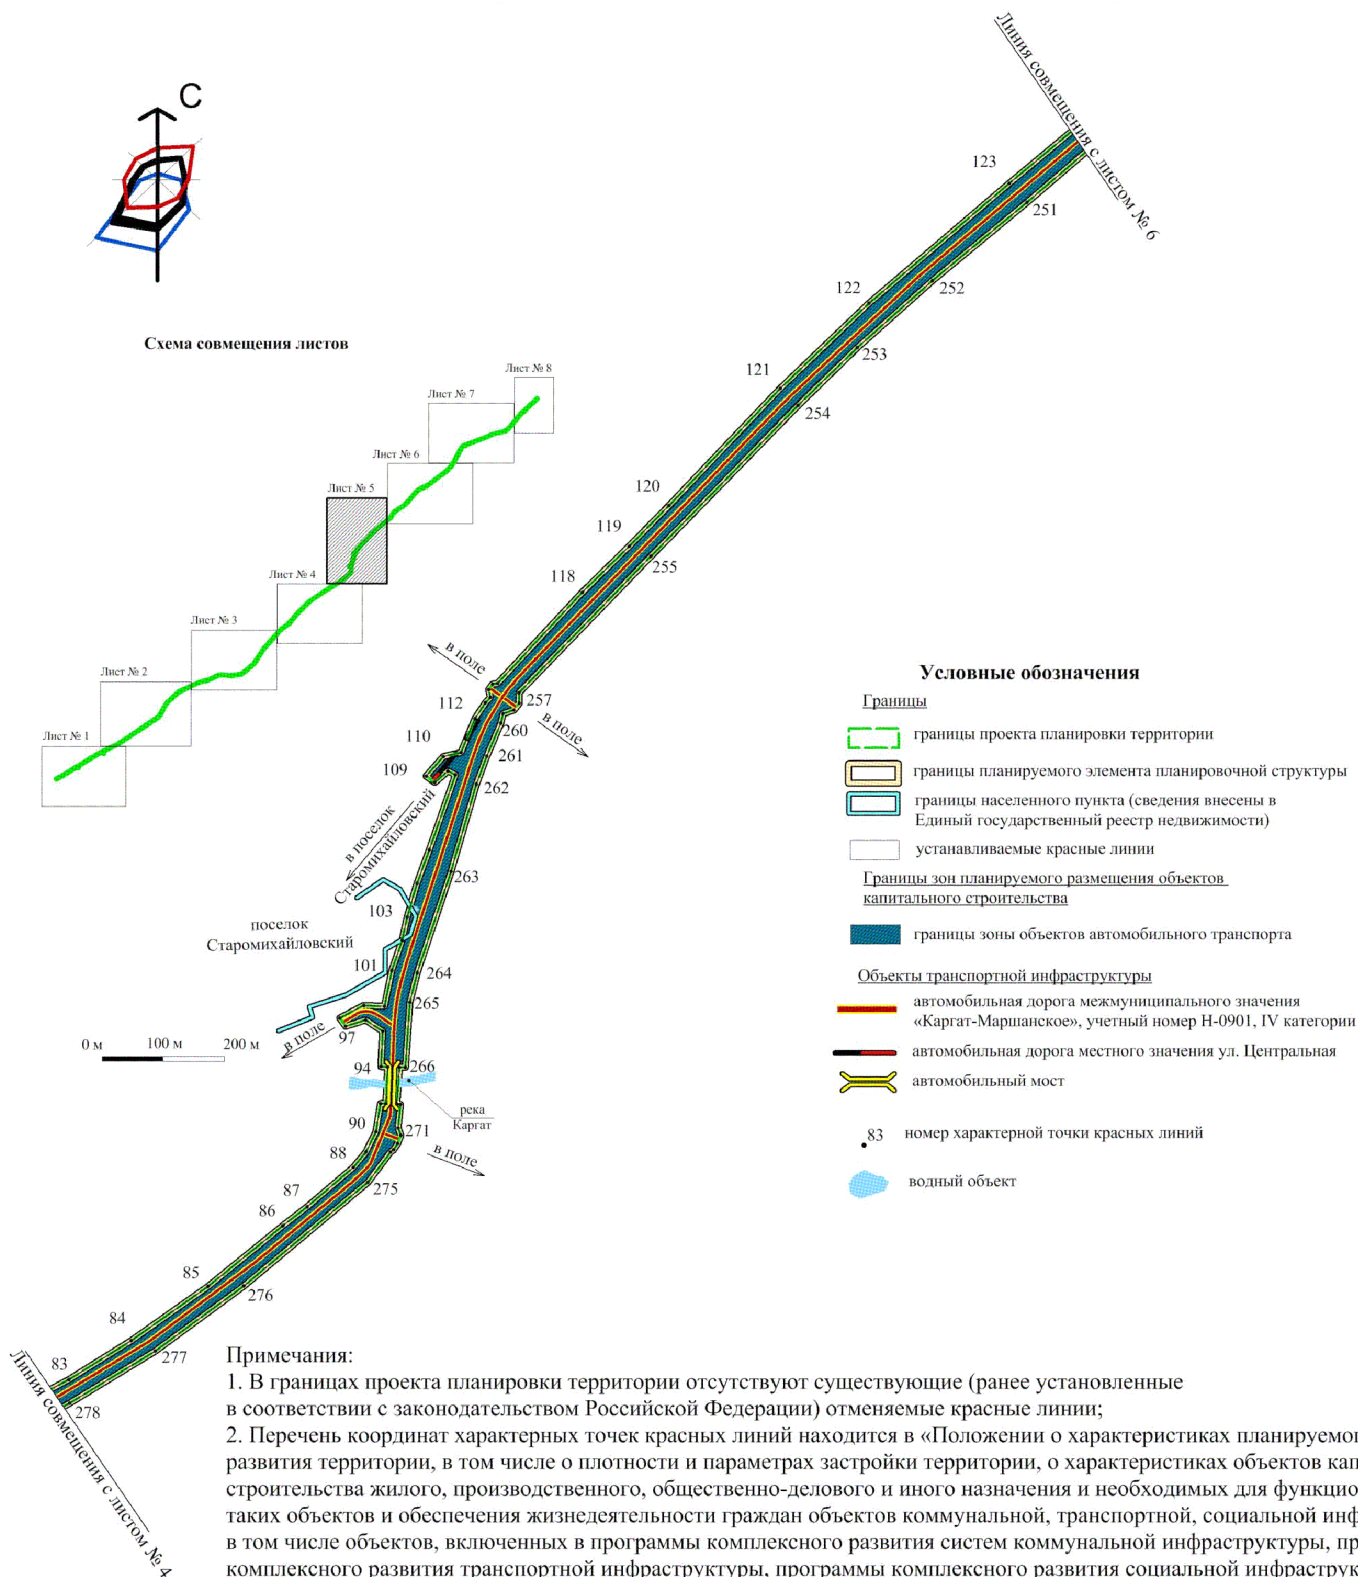 С
Линия совмещения с листом № 6
Схема совмещения листов
Лист № 8
Лист № 7
Лист № 6
Лист № 5
Лист № 4
Лист № 3
Лист № 2
Лист № 1
123
251
252
122
253
121
254
120
119
255
118
в поле
257
112
260
в поле
110
261
109
262
в поселок
Старомихайловский
263
103
поселок
Старомихайловский
101
264
265
97
в поле
0 м 100 м 200 м
94
266
река
Каргат
90
271
88
в поле
275
87
86
85
276
84
277
83
278
Линия совмещения с листом № 4
Условные обозначения
Границы
границы проекта планировки территории
границы планируемого элемента планировочной структуры
границы населенного пункта (сведения внесены в
Единый государственный реестр недвижимости)
устанавливаемые красные линии
Границы зон планируемого размещения объектов
капитального строительства
границы зоны объектов автомобильного транспорта
Объекты транспортной инфраструктуры
автомобильная дорога межмуниципального значения
«Каргат-Маршанское», учетный номер Н-0901, IV категории
автомобильная дорога местного значения ул. Центральная
автомобильный мост
83 номер характерной точки красных линий
водный объект
Примечания:
1. В границах проекта планировки территории отсутствуют существующие (ранее установленные
в соответствии с законодательством Российской Федерации) отменяемые красные линии;
2. Перечень координат характерных точек красных линий находится в «Положении о характеристиках планируемо
развития территории, в том числе о плотности и параметрах застройки территории, о характеристиках объектов кап
строительства жилого, производственного, общественно-делового и иного назначения и необходимых для функцио
таких объектов и обеспечения жизнедеятельности граждан объектов коммунальной, транспортной, социальной инф
в том числе объектов, включенных в программы комплексного развития систем коммунальной инфраструктуры, пр
комплексного развития транспортной инфраструктуры, программы комплексного развития социальной инфраструк